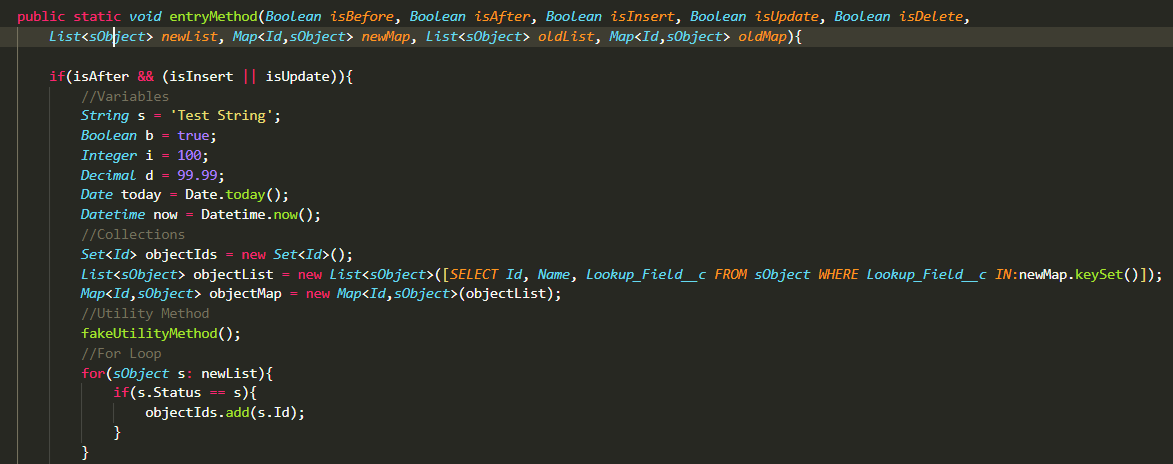 public static void entryMethod(Boolean isBefore, Boolean isAfter, Boolean isInsert, Boolean isUpdate, Boolean isDelete,
List<sObject> newList, Map<Id,sObject> newMap, List<sObject> oldList, Map<Id,sObject> oldMap){
if(isAfter && (isInsert || isUpdate)){
//Variables
String s = 'Test String';
Boolean b = true;
Integer i = 100;
Decimal d = 99.99;
Date today = Date.today();
Datetime now = Datetime.now();
//Collections
Set<Id> objectIds = new Set<Id>();
List<sObject> objectList = new List<sObject>([SELECT Id, Name, Lookup_Field__c FROM sObject WHERE Lookup_Field__c IN:newMap.keySet()]);
Map<Id,sObject> objectMap = new Map<Id,sObject>(objectList);
//Utility Method
fakeUtilityMethod();
//For Loop
for(sObject s: newList){
if(s.Status == s){
objectIds.add(s.Id);
}
}